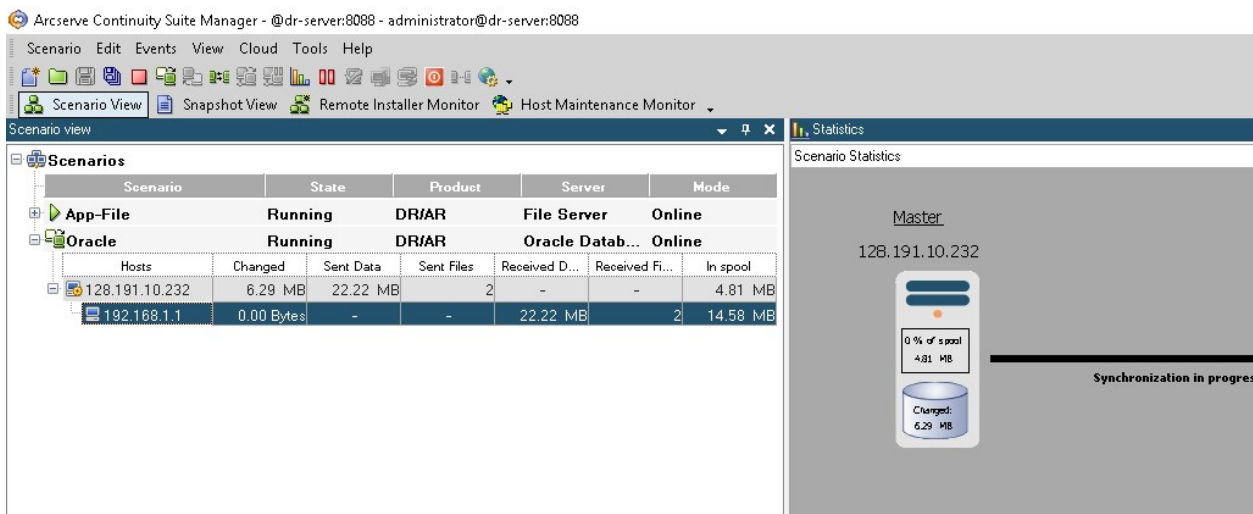 Arcserve Continuity Suite Manager - @dr-server:8088 - administrator@dr-server:8088
Scenario Edit Events View Cloud Tools Help
Scenario View Snapshot View Remote Installer Monitor Host Maintenance Monitor
Scenario view
Statistics
Scenarios
Scenario Statistics
Scenario State Product Server Mode
App-File Running DR/AR File Server Online
Oracle Running DR/AR Oracle Datab... Online
Hosts Changed Sent Data Sent Files Received D... Received Fi... In spool
128.191.10.232 6.29 MB 22.22 MB 2 - - 4.81 MB
192.168.1.1 0.00 Bytes - - 22.22 MB 2 14.58 MB
Master
128.191.10.232
0 % of spool
4.81 MB
Synchronization in progres
Changed:
6.29 MB